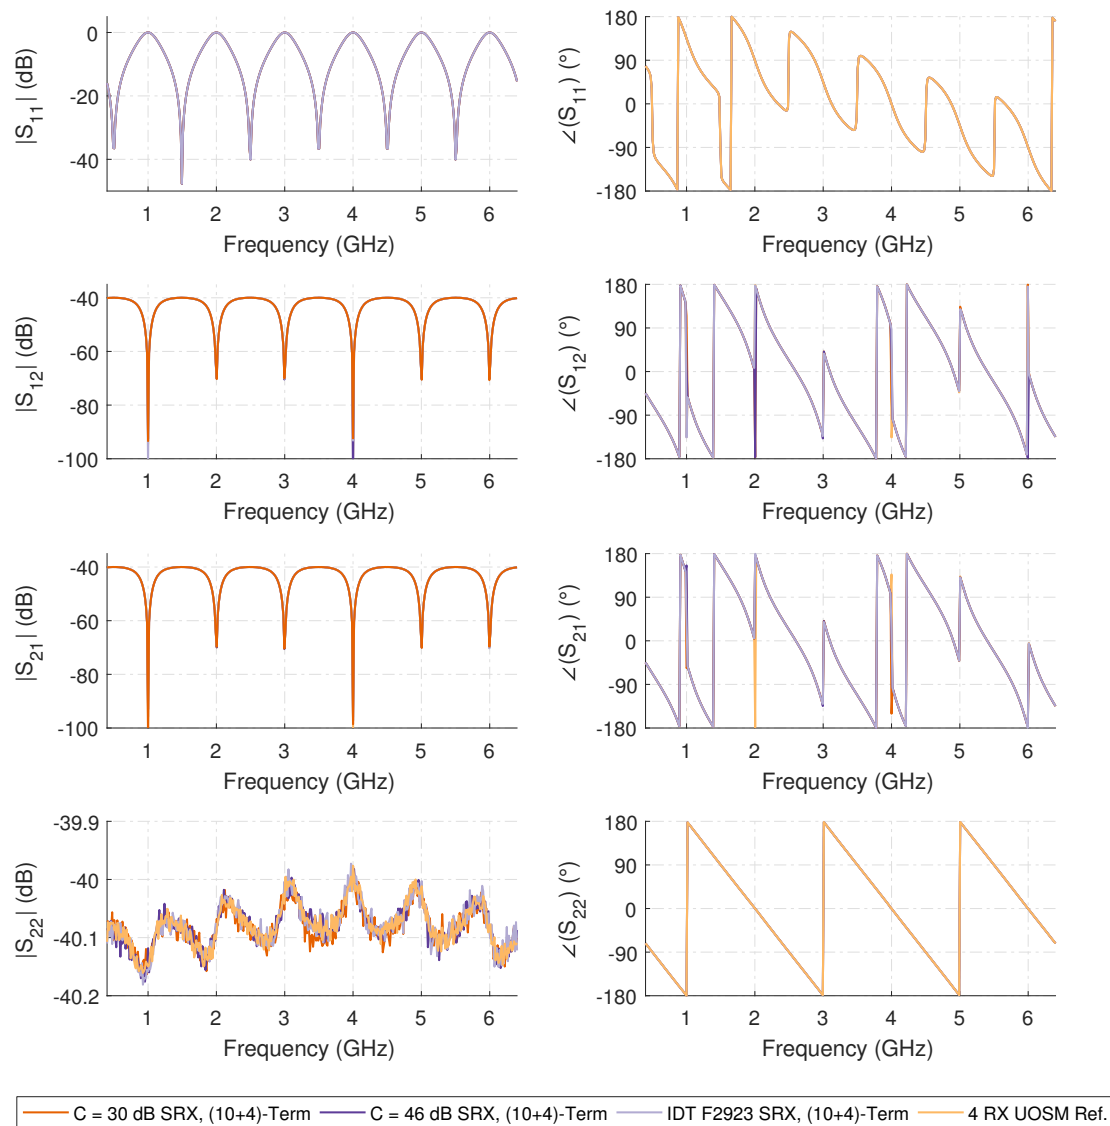 0
-20
-40
|S11| (dB)
1 2 3 4 5 6
Frequency (GHz)
180
90
0
-90
-180
∠(S11) (°)
1 2 3 4 5 6
Frequency (GHz)
-40
-60
-80
-100
|S12| (dB)
1 2 3 4 5 6
Frequency (GHz)
180
90
0
-90
-180
∠(S12) (°)
1 2 3 4 5 6
Frequency (GHz)
-40
-60
-80
-100
|S21| (dB)
1 2 3 4 5 6
Frequency (GHz)
180
90
0
-90
-180
∠(S21) (°)
1 2 3 4 5 6
Frequency (GHz)
-39.9
-40
-40.1
-40.2
|S22| (dB)
1 2 3 4 5 6
Frequency (GHz)
180
90
0
-90
-180
∠(S22) (°)
1 2 3 4 5 6
Frequency (GHz)
C = 30 dB SRX, (10+4)-Term C = 46 dB SRX, (10+4)-Term IDT F2923 SRX, (10+4)-Term 4 RX UOSM Ref.